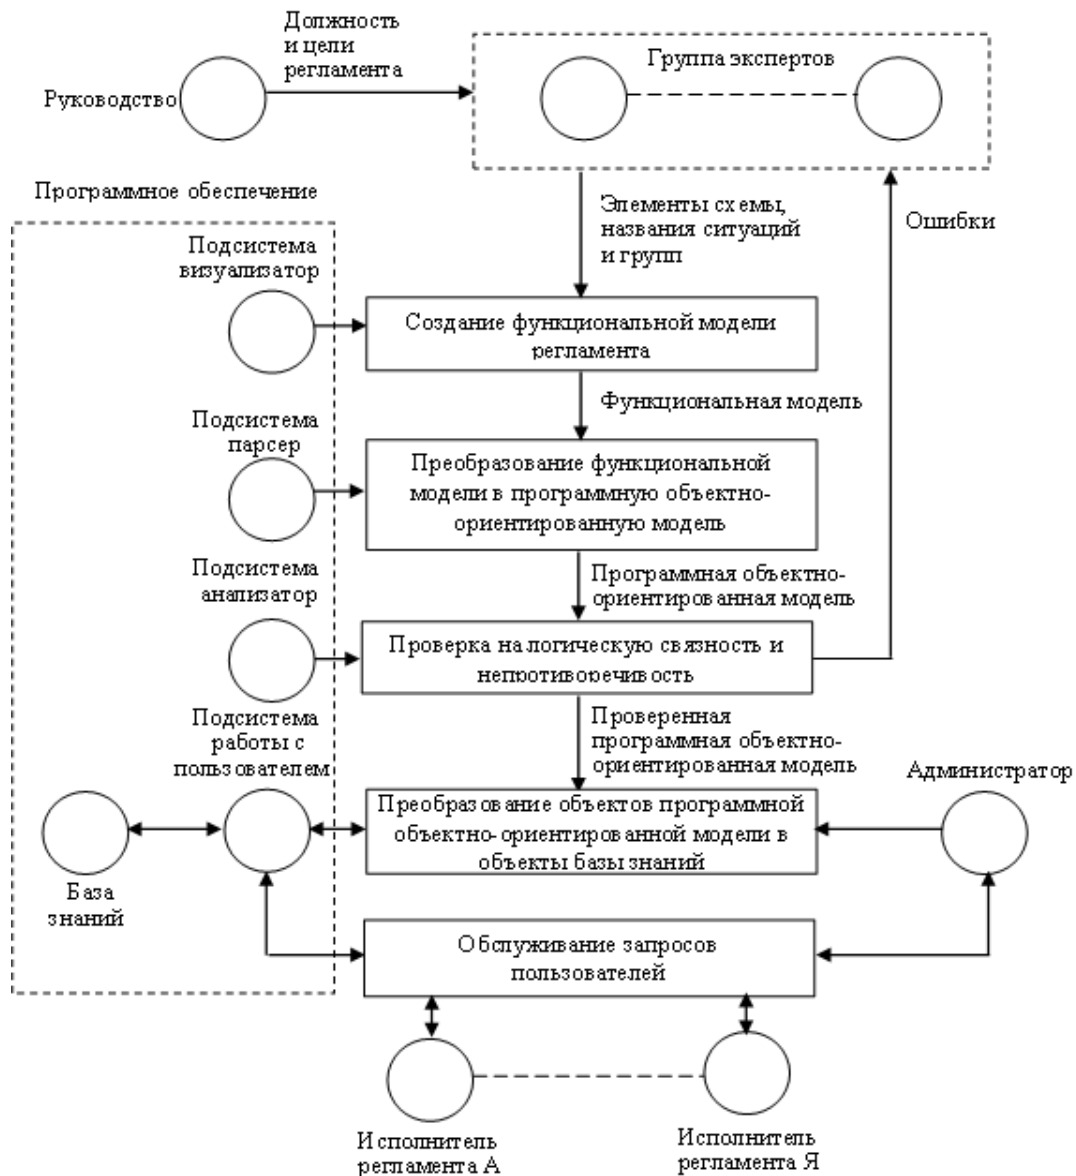 Должность
и цели
регламента
Руководство
Группа экспертов
Программное обеспечение
Элементы схемы,
названия ситуаций
и групп
Ошибки
Подсистема
визуализатор
Создание функциональной модели
регламента
Функциональная модель
Подсистема
парсер
Преобразование функциональной
модели в программную объектно-
ориентированную модель
Подсистема
анализатор
Программная объектно-
ориентированная модель
Проверка на логическую связность и
непротиворечивость
Подсистема
работы с
пользователем
Проверенная
программная объектно-
ориентированная модель
Администратор
Преобразование объектов программной
объектно-ориентированной модели в
объекты базы знаний
База
знаний
Обслуживание запросов
пользователей
Исполнитель
регламента А
Исполнитель
регламента Я